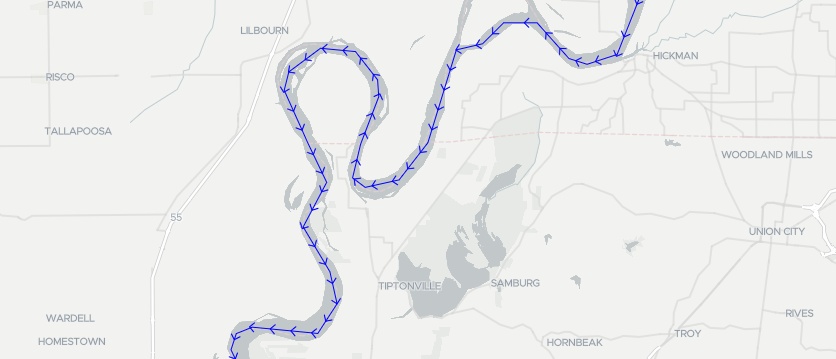 PARMA
LILBOURN
HICKMAN
RISCO
TALLAPOOSA
WOODLAND MILLS
55
UNION CITY
TIPTONVILLE
SAMBURG
WARDELL
RIVES
TROY
HOMESTOWN
HORNBEAK